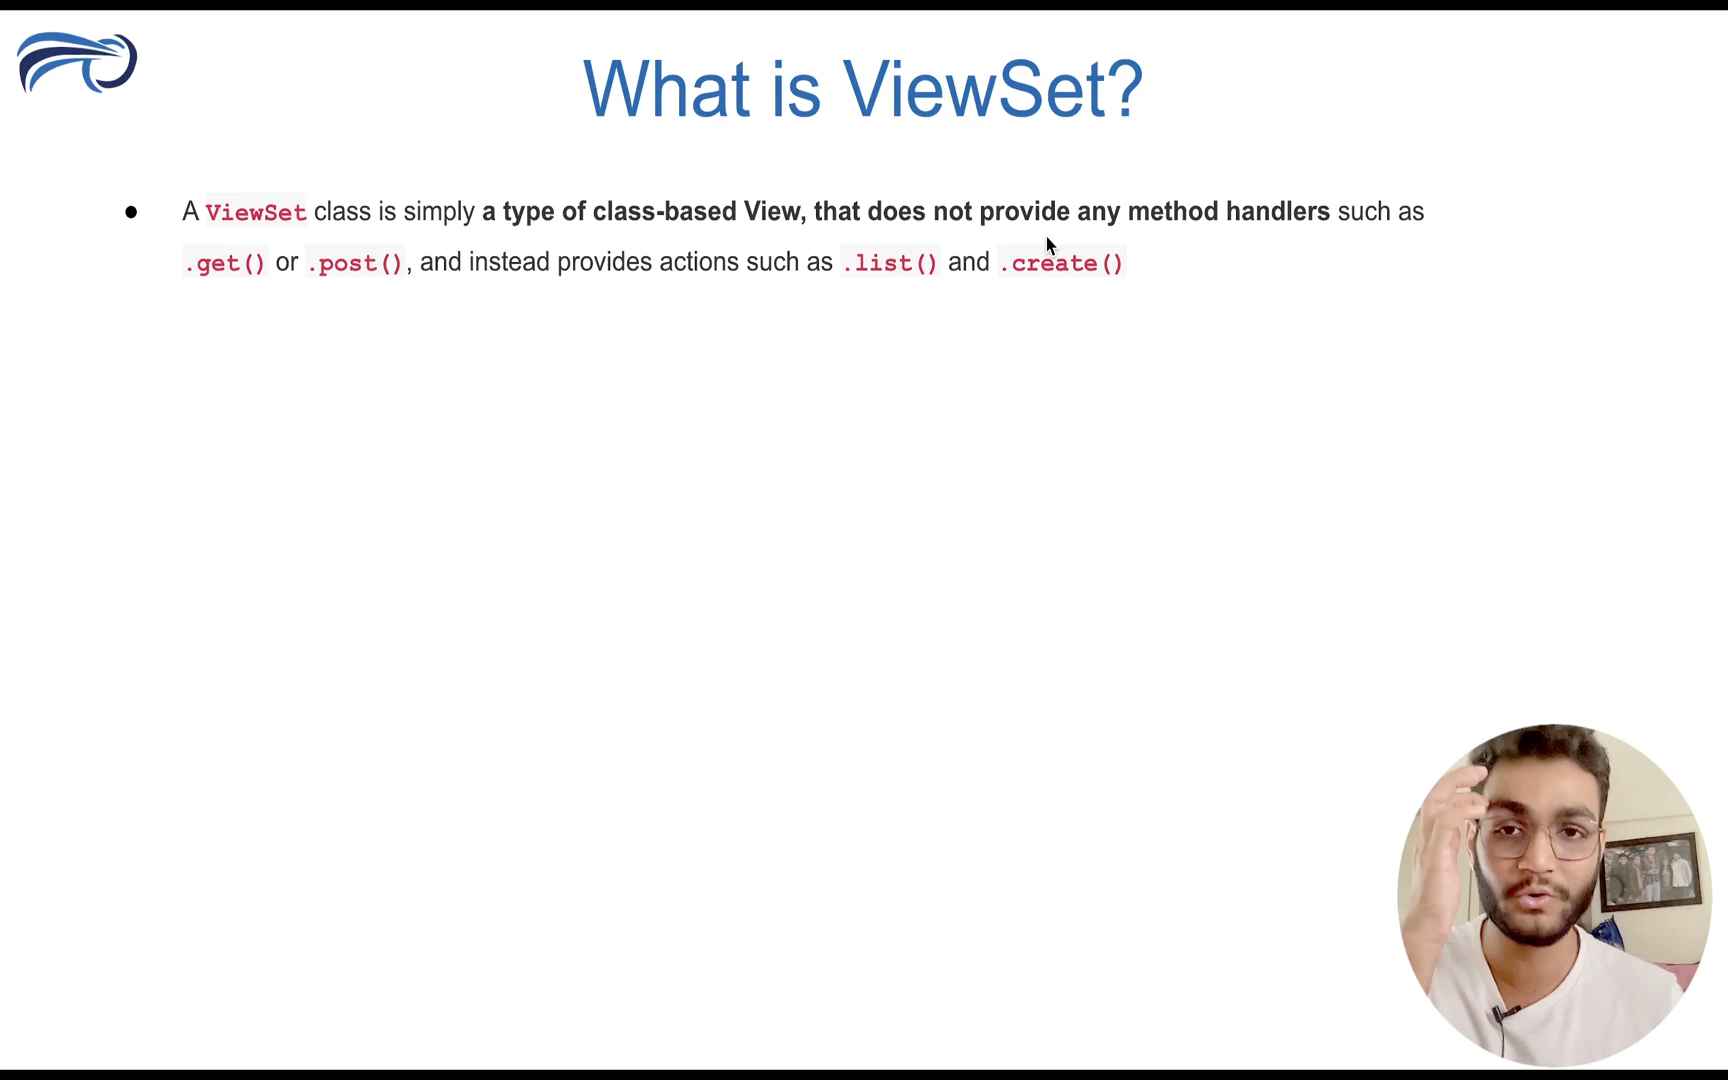 What is ViewSet?
● A ViewSet class is simply a type of class-based View, that does not provide any method handlers such as
.get() or .post(), and instead provides actions such as .list() and .create()